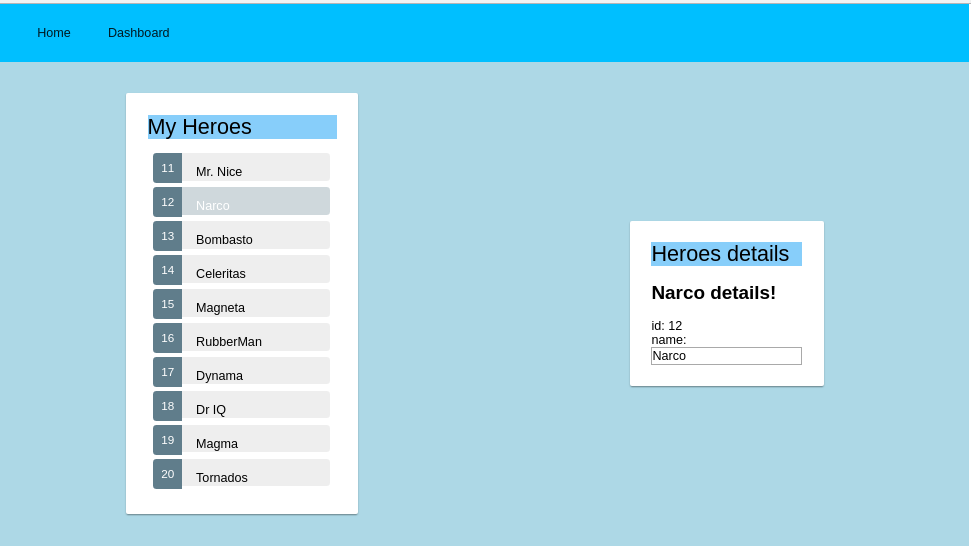 Home Dashboard
My Heroes
11 Mr. Nice
12 Narco
13 Bombasto
14 Celeritas
15 Magneta
16 RubberMan
17 Dynama
18 Dr IQ
19 Magma
20 Tornados
Heroes details
Narco details!
id: 12
name:
Narco